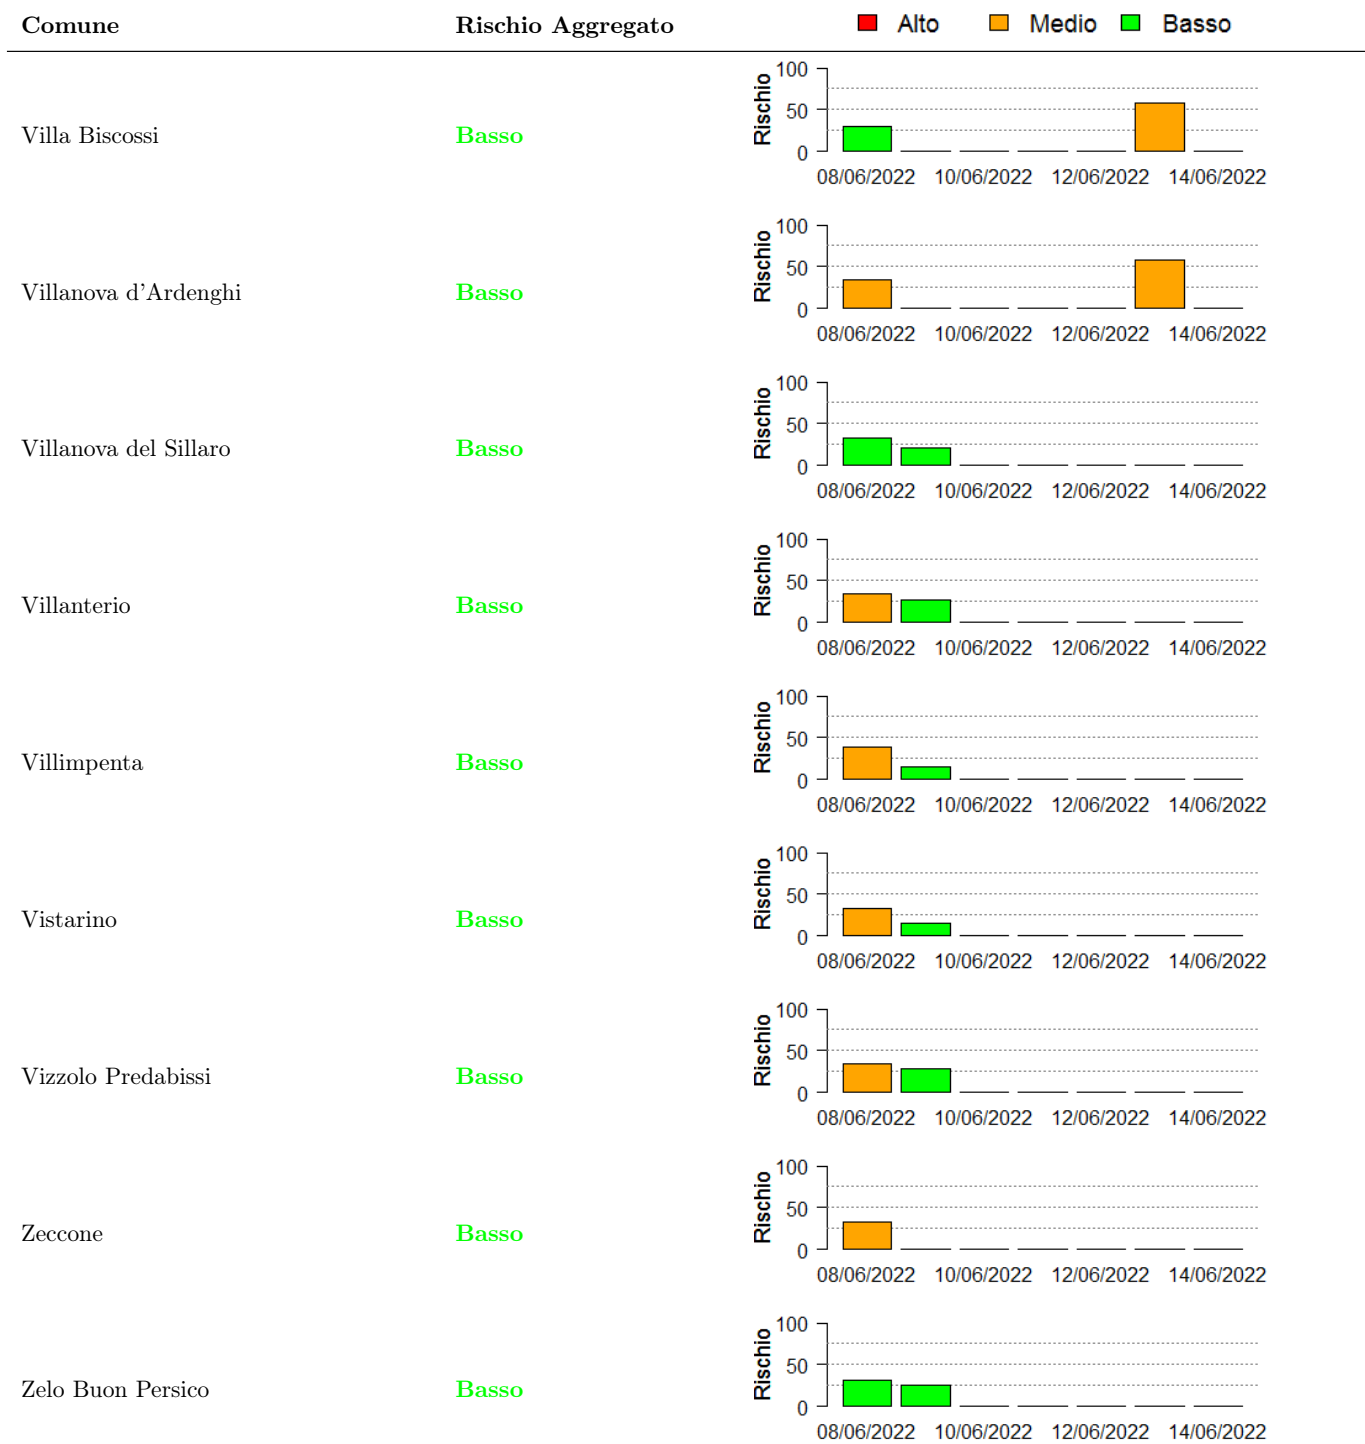 Comune Rischio Aggregato Alto Medio Basso
Villa Biscossi Basso
Rischio
100
50
0
08/06/2022 10/06/2022 12/06/2022 14/06/2022
Villanova d'Ardenghi Basso
Rischio
100
50
0
08/06/2022 10/06/2022 12/06/2022 14/06/2022
Villanova del Sillaro Basso
Rischio
100
50
0
08/06/2022 10/06/2022 12/06/2022 14/06/2022
Villanterio Basso
Rischio
100
50
0
08/06/2022 10/06/2022 12/06/2022 14/06/2022
Villimpenta Basso
Rischio
100
50
0
08/06/2022 10/06/2022 12/06/2022 14/06/2022
Vistarino Basso
Rischio
100
50
0
08/06/2022 10/06/2022 12/06/2022 14/06/2022
Vizzolo Predabissi Basso
Rischio
100
50
0
08/06/2022 10/06/2022 12/06/2022 14/06/2022
Zeccone Basso
Rischio
100
50
0
08/06/2022 10/06/2022 12/06/2022 14/06/2022
Zelo Buon Persico Basso
Rischio
100
50
0
08/06/2022 10/06/2022 12/06/2022 14/06/2022